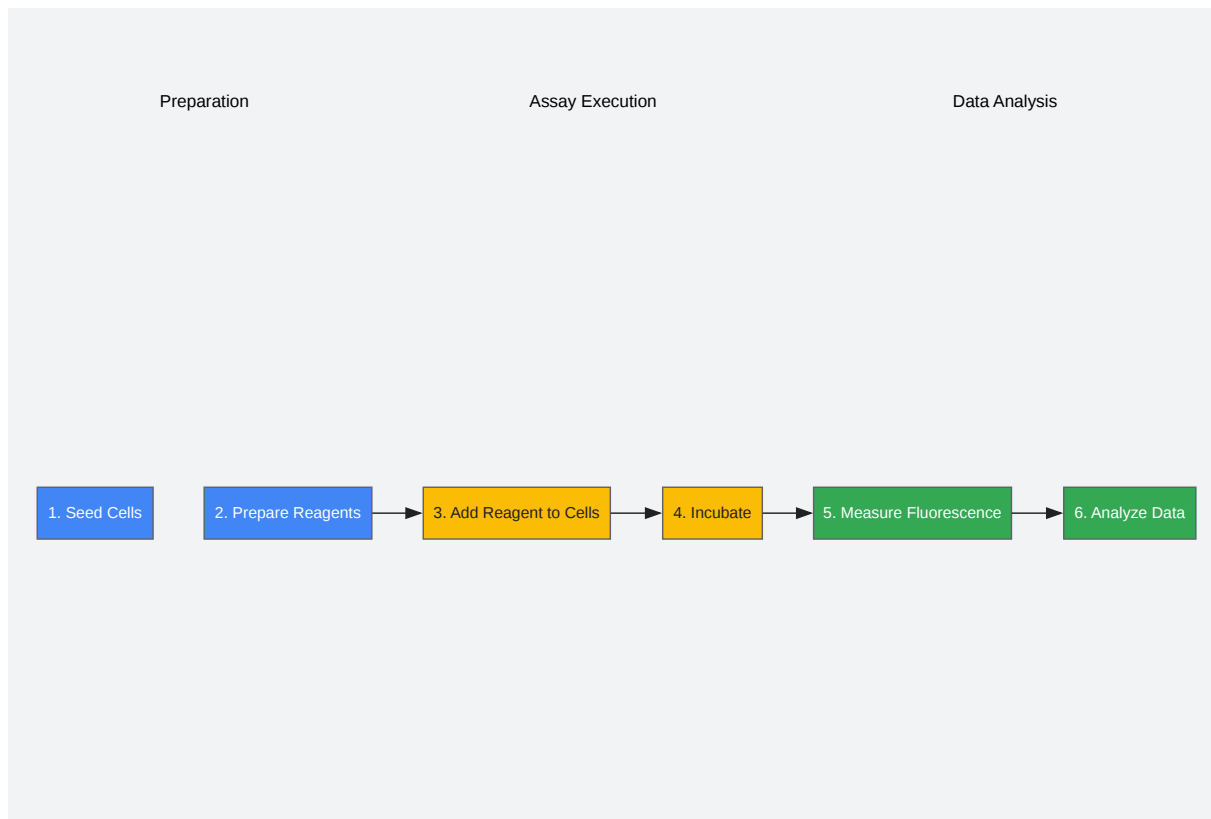 Preparation
Assay Execution
Data Analysis
1. Seed Cells
2. Prepare Reagents
3. Add Reagent to Cells
4. Incubate
5. Measure Fluorescence
6. Analyze Data